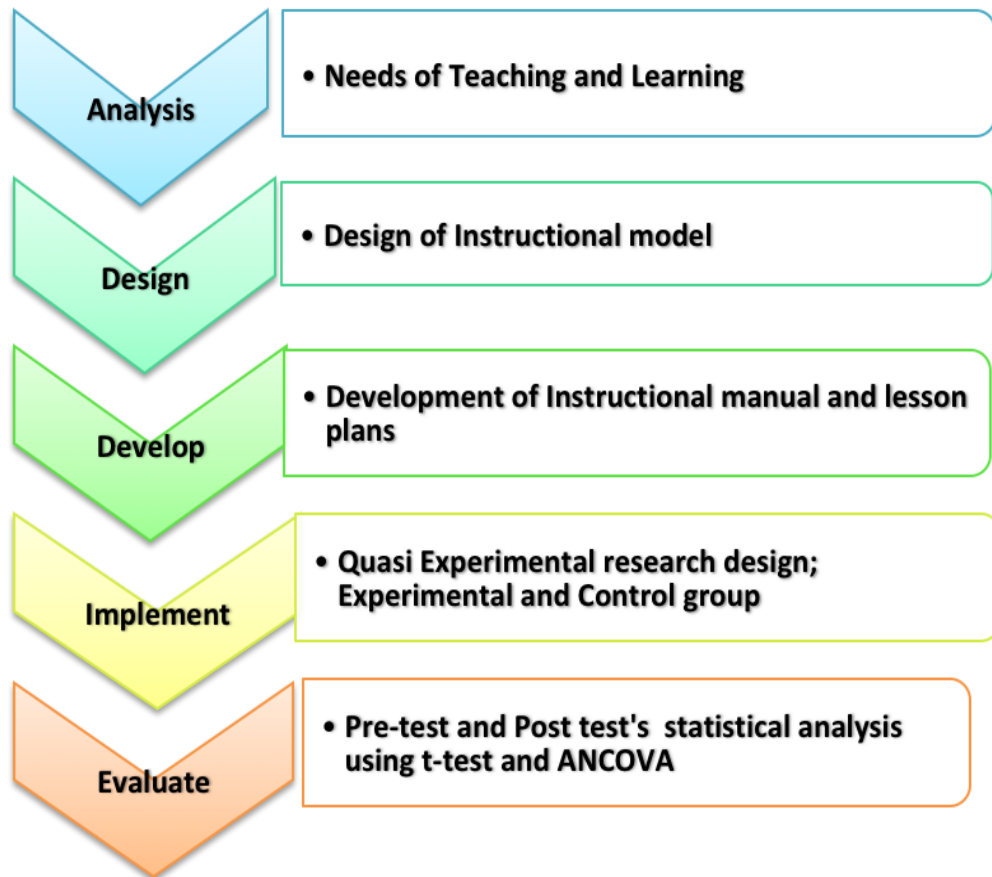 Analysis
• Needs of Teaching and Learning
Design
• Design of Instructional model
Develop
• Development of Instructional manual and lesson
plans
Implement
• Quasi Experimental research design;
Experimental and Control group
Evaluate
• Pre-test and Post test's statistical analysis
using t-test and ANCOVA